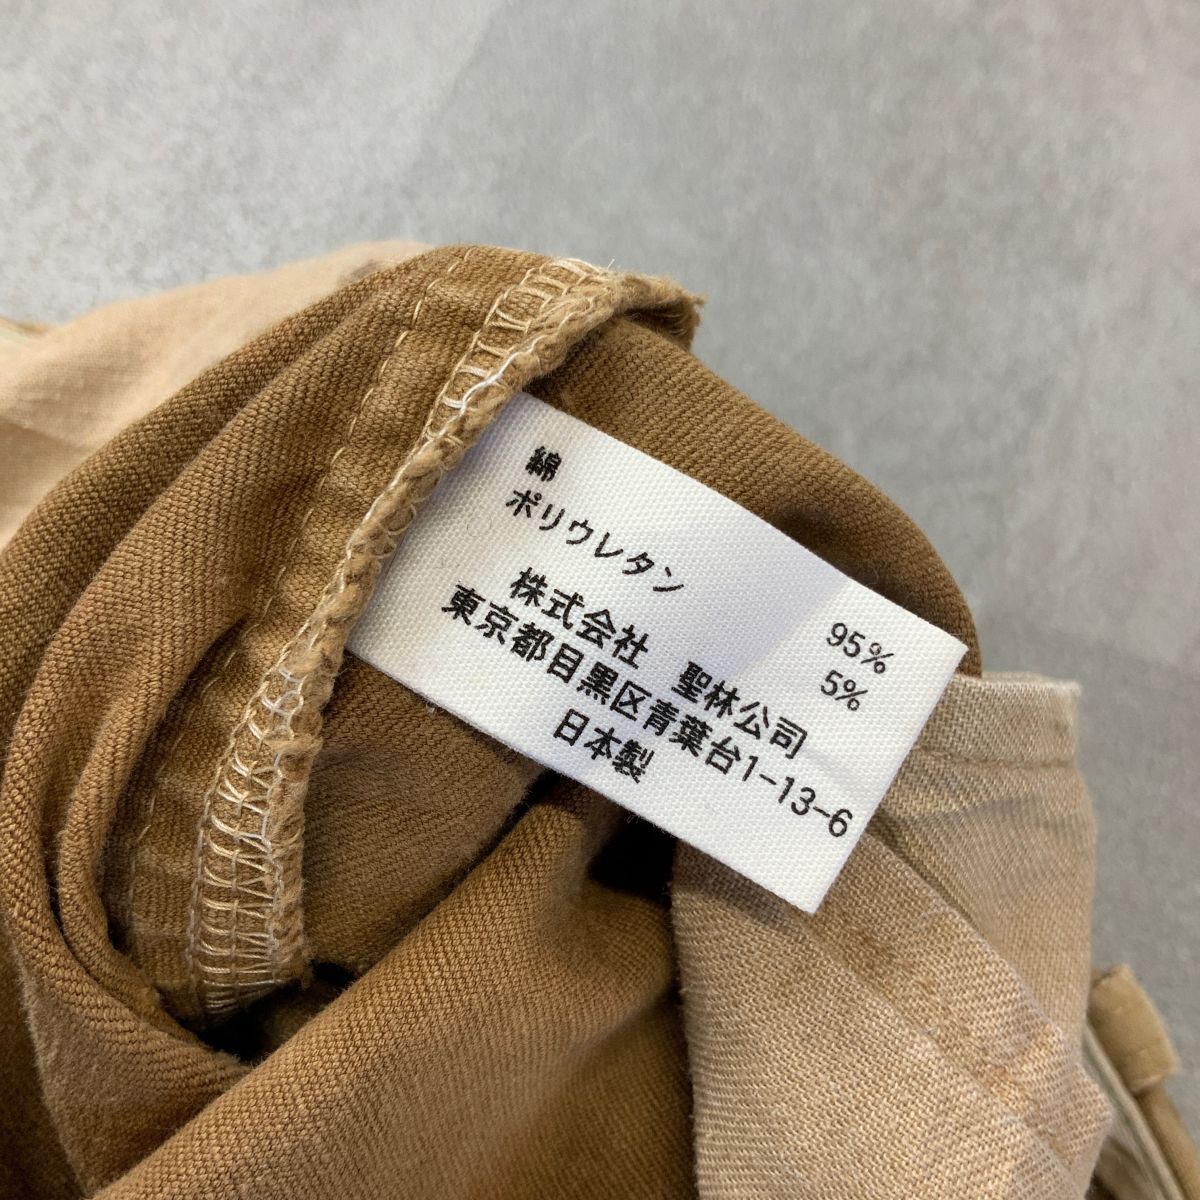 綿 95%
ポリウレタン 5%
株式会社 聖林公司
東京都目黒区青葉台1-13-6
日本製